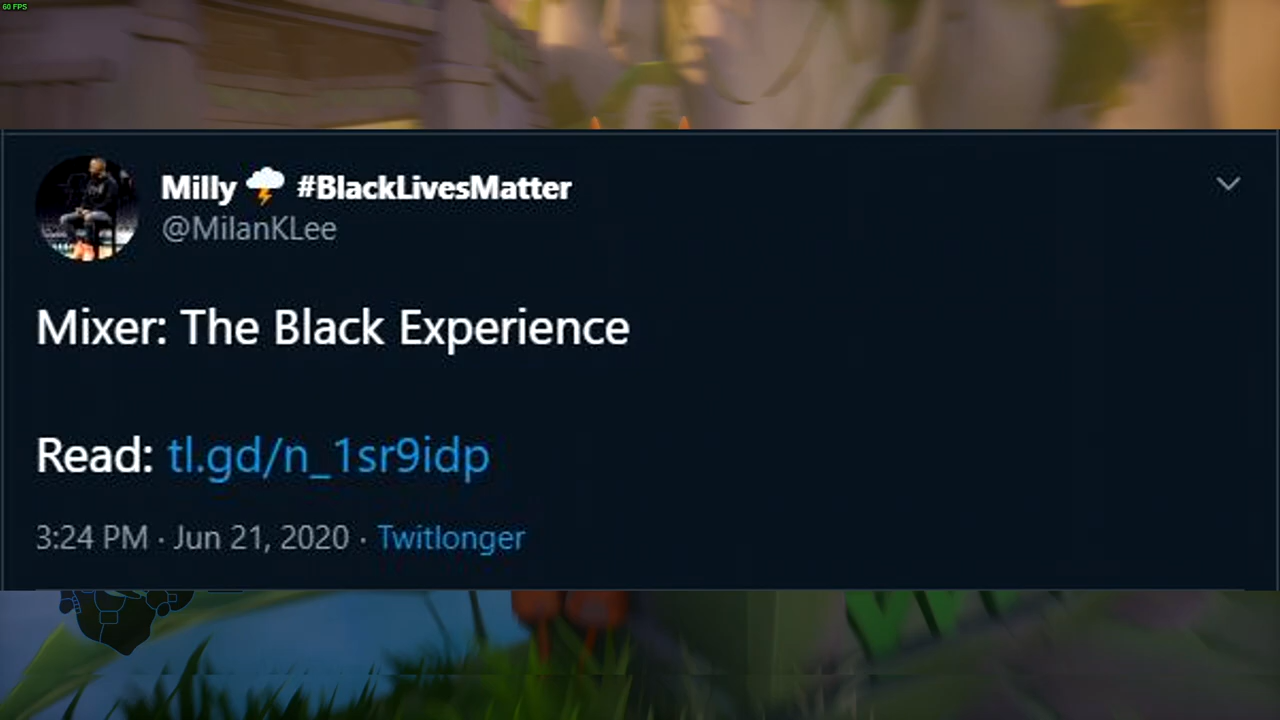 60 FPS
Milly 🌩 #BlackLivesMatter
@MilanKLee
Mixer: The Black Experience
Read: tl.gd/n_1sr9idp
3:24 PM · Jun 21, 2020 · Twitlonger